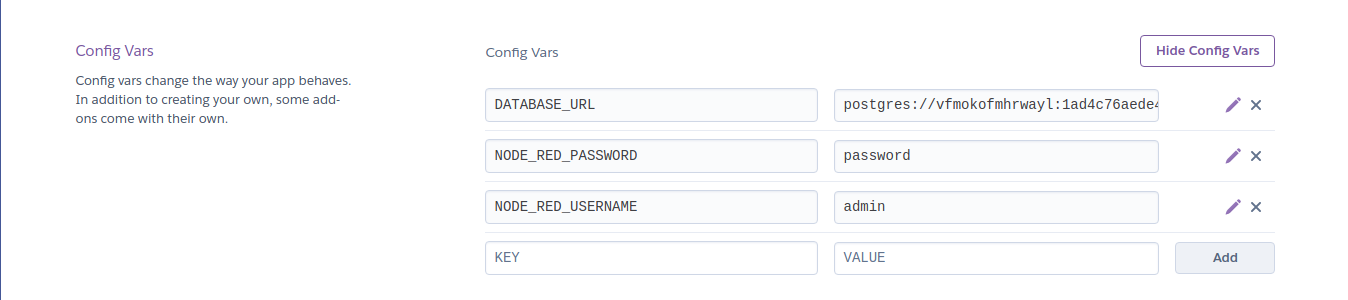 Config Vars
Config vars change the way your app behaves.
In addition to creating your own, some add-
ons come with their own.
Config Vars
Hide Config Vars
DATABASE_URL postgres://vfmokofmhrwayl:1ad4c76aede4
NODE_RED_PASSWORD password
NODE_RED_USERNAME admin
KEY VALUE Add